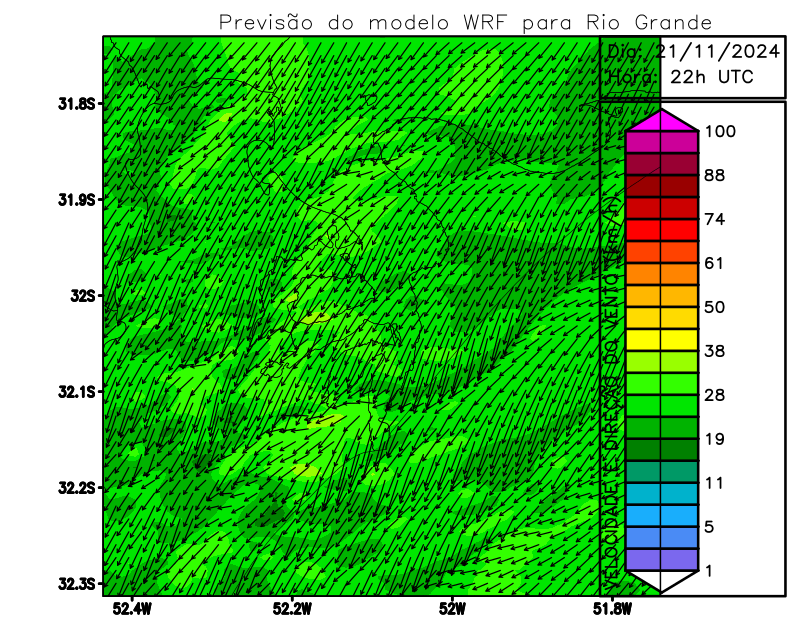 Previsão do modelo WRF para Rio Grande
Dia: 21/11/2024
Hora: 22h UTC
31.8S
31.9S
32S
32.1S
32.2S
32.3S
52.4W
52.2W
52W
51.8W
VELOCIDADE E DIREÇÃO DO VENTO (km/h)
100
88
74
61
50
38
28
19
11
5
1